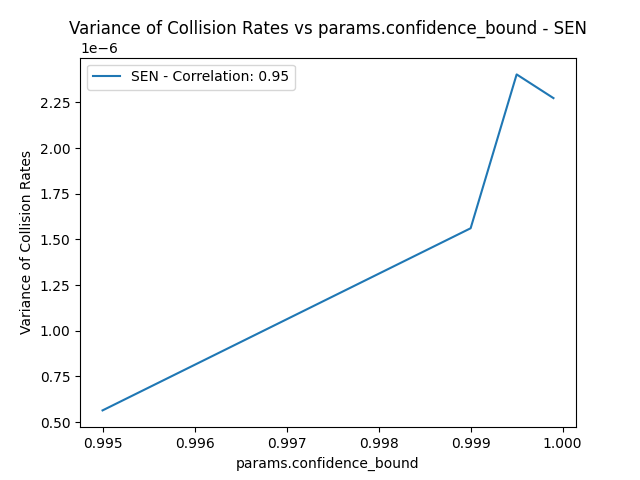 Variance of Collision Rates vs params.confidence_bound - SEN
1e−6
SEN - Correlation: 0.95
2.25
2.00
1.75
1.50
1.25
1.00
0.75
0.50
Variance of Collision Rates
0.995 0.996 0.997 0.998 0.999 1.000
params.confidence_bound